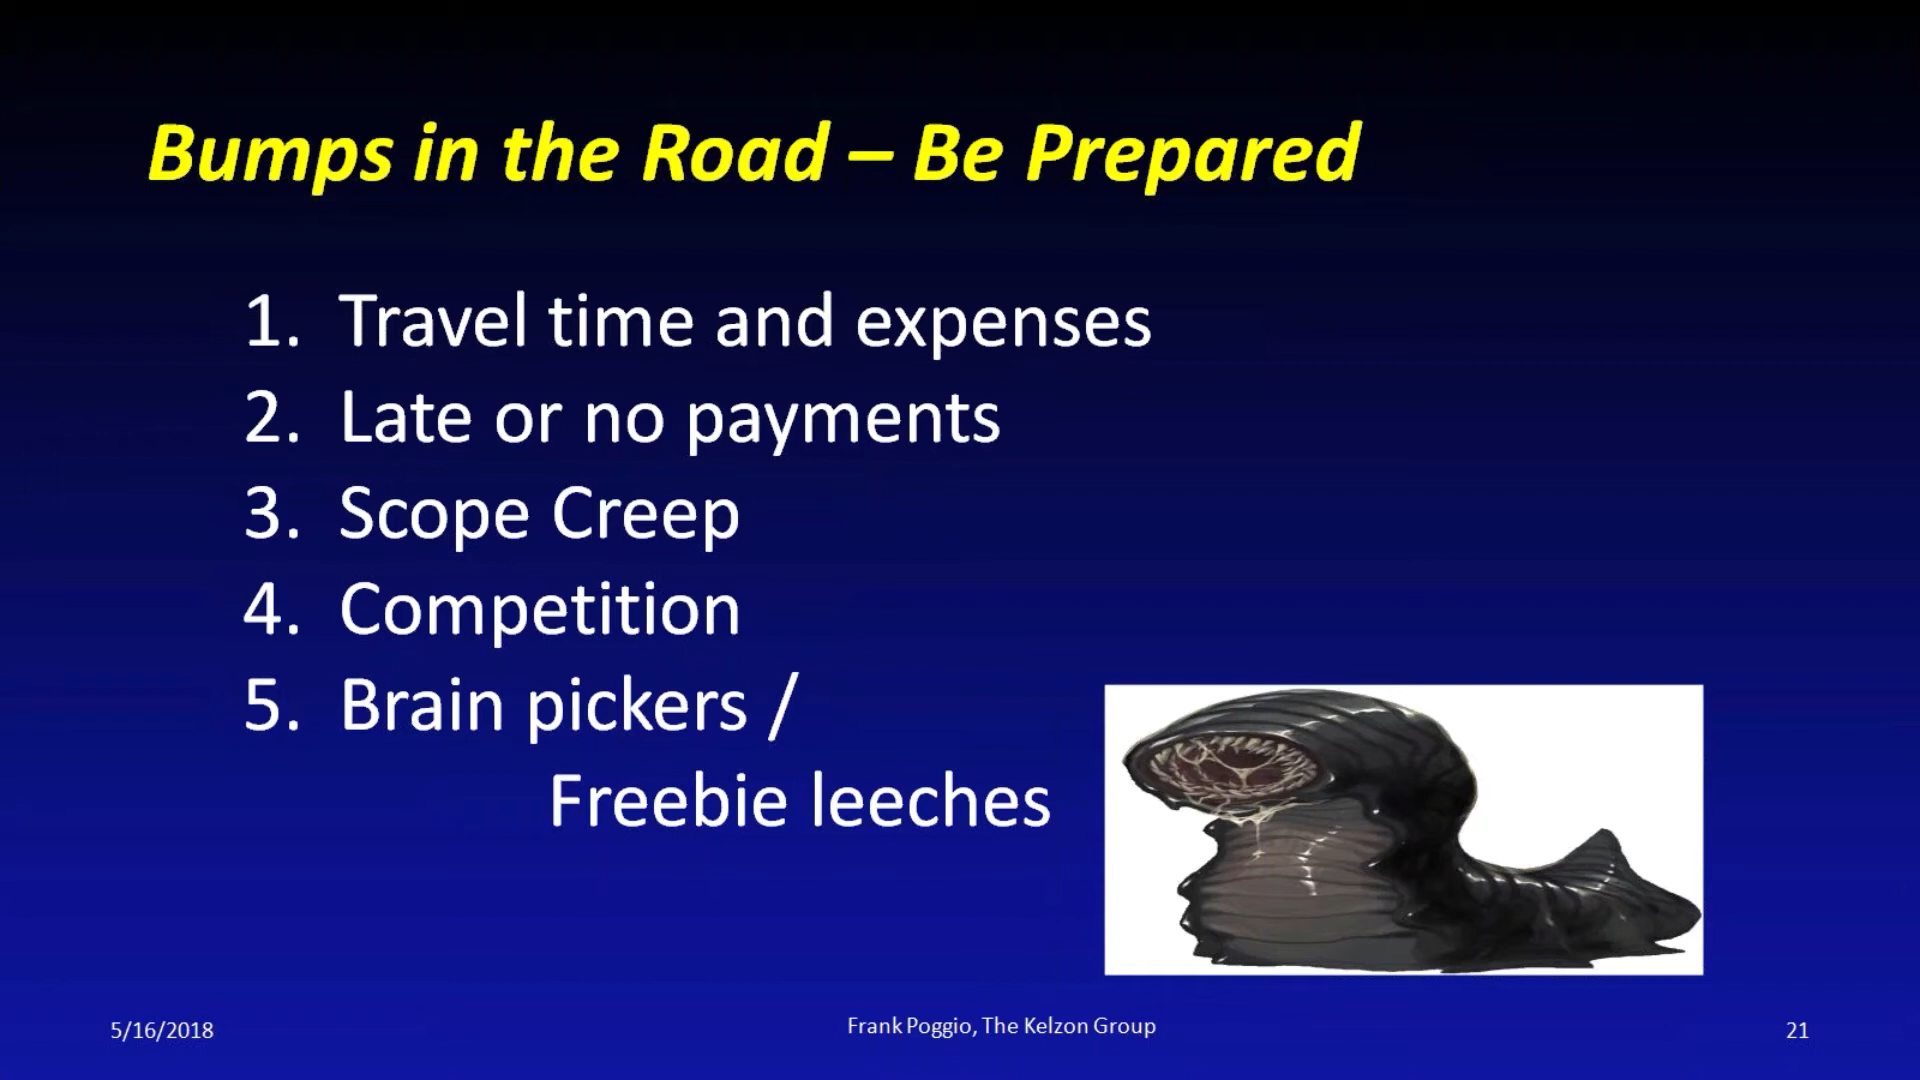 Bumps in the Road – Be Prepared
1. Travel time and expenses
2. Late or no payments
3. Scope Creep
4. Competition
5. Brain pickers /
Freebie leeches
5/16/2018
Frank Poggio, The Kelzon Group
21